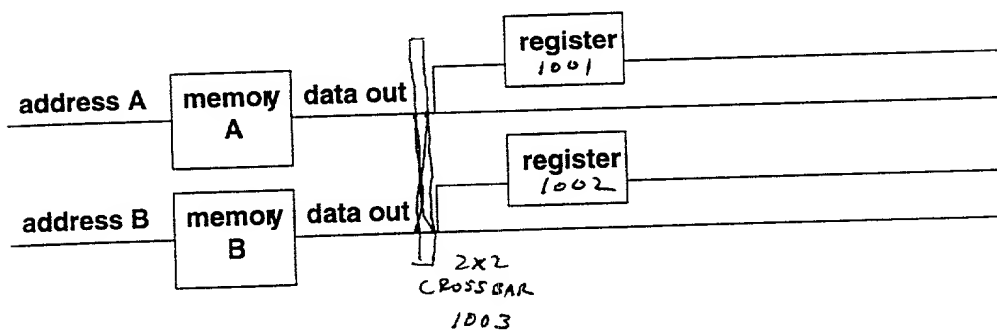 register
1001
address A
memory
A
data out
register
1002
address B
memory
B
data out
2x2
CROSSBAR
1003